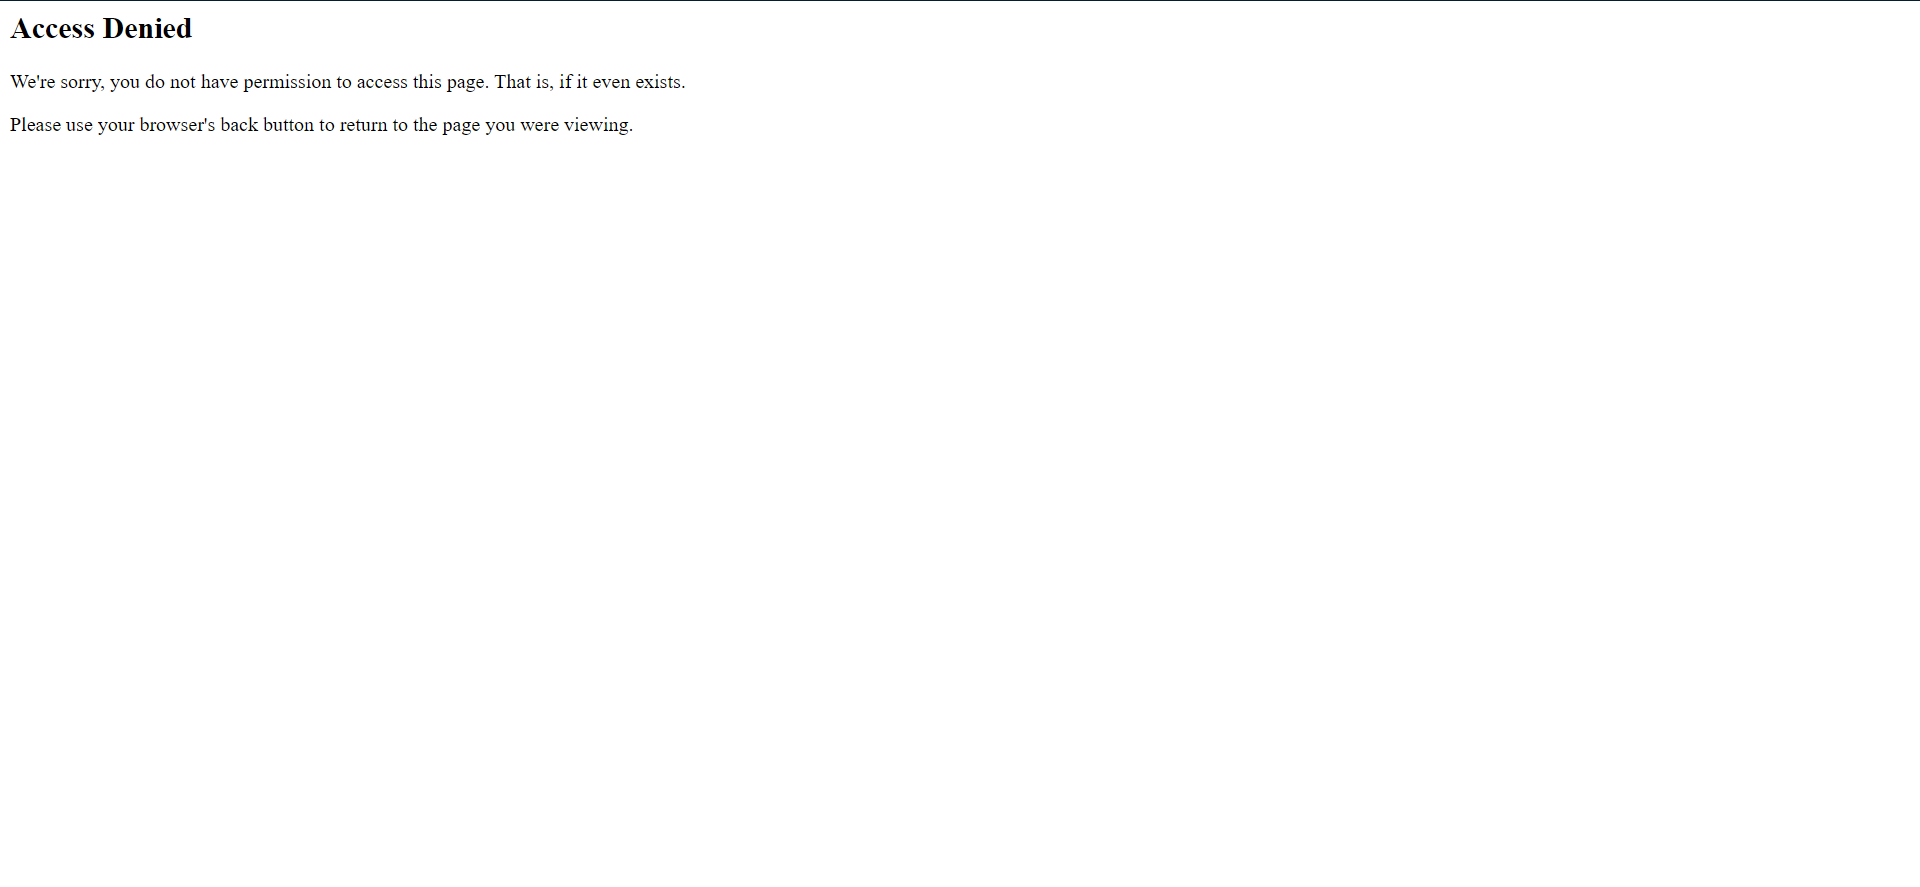 Access Denied
We're sorry, you do not have permission to access this page. That is, if it even exists.
Please use your browser's back button to return to the page you were viewing.